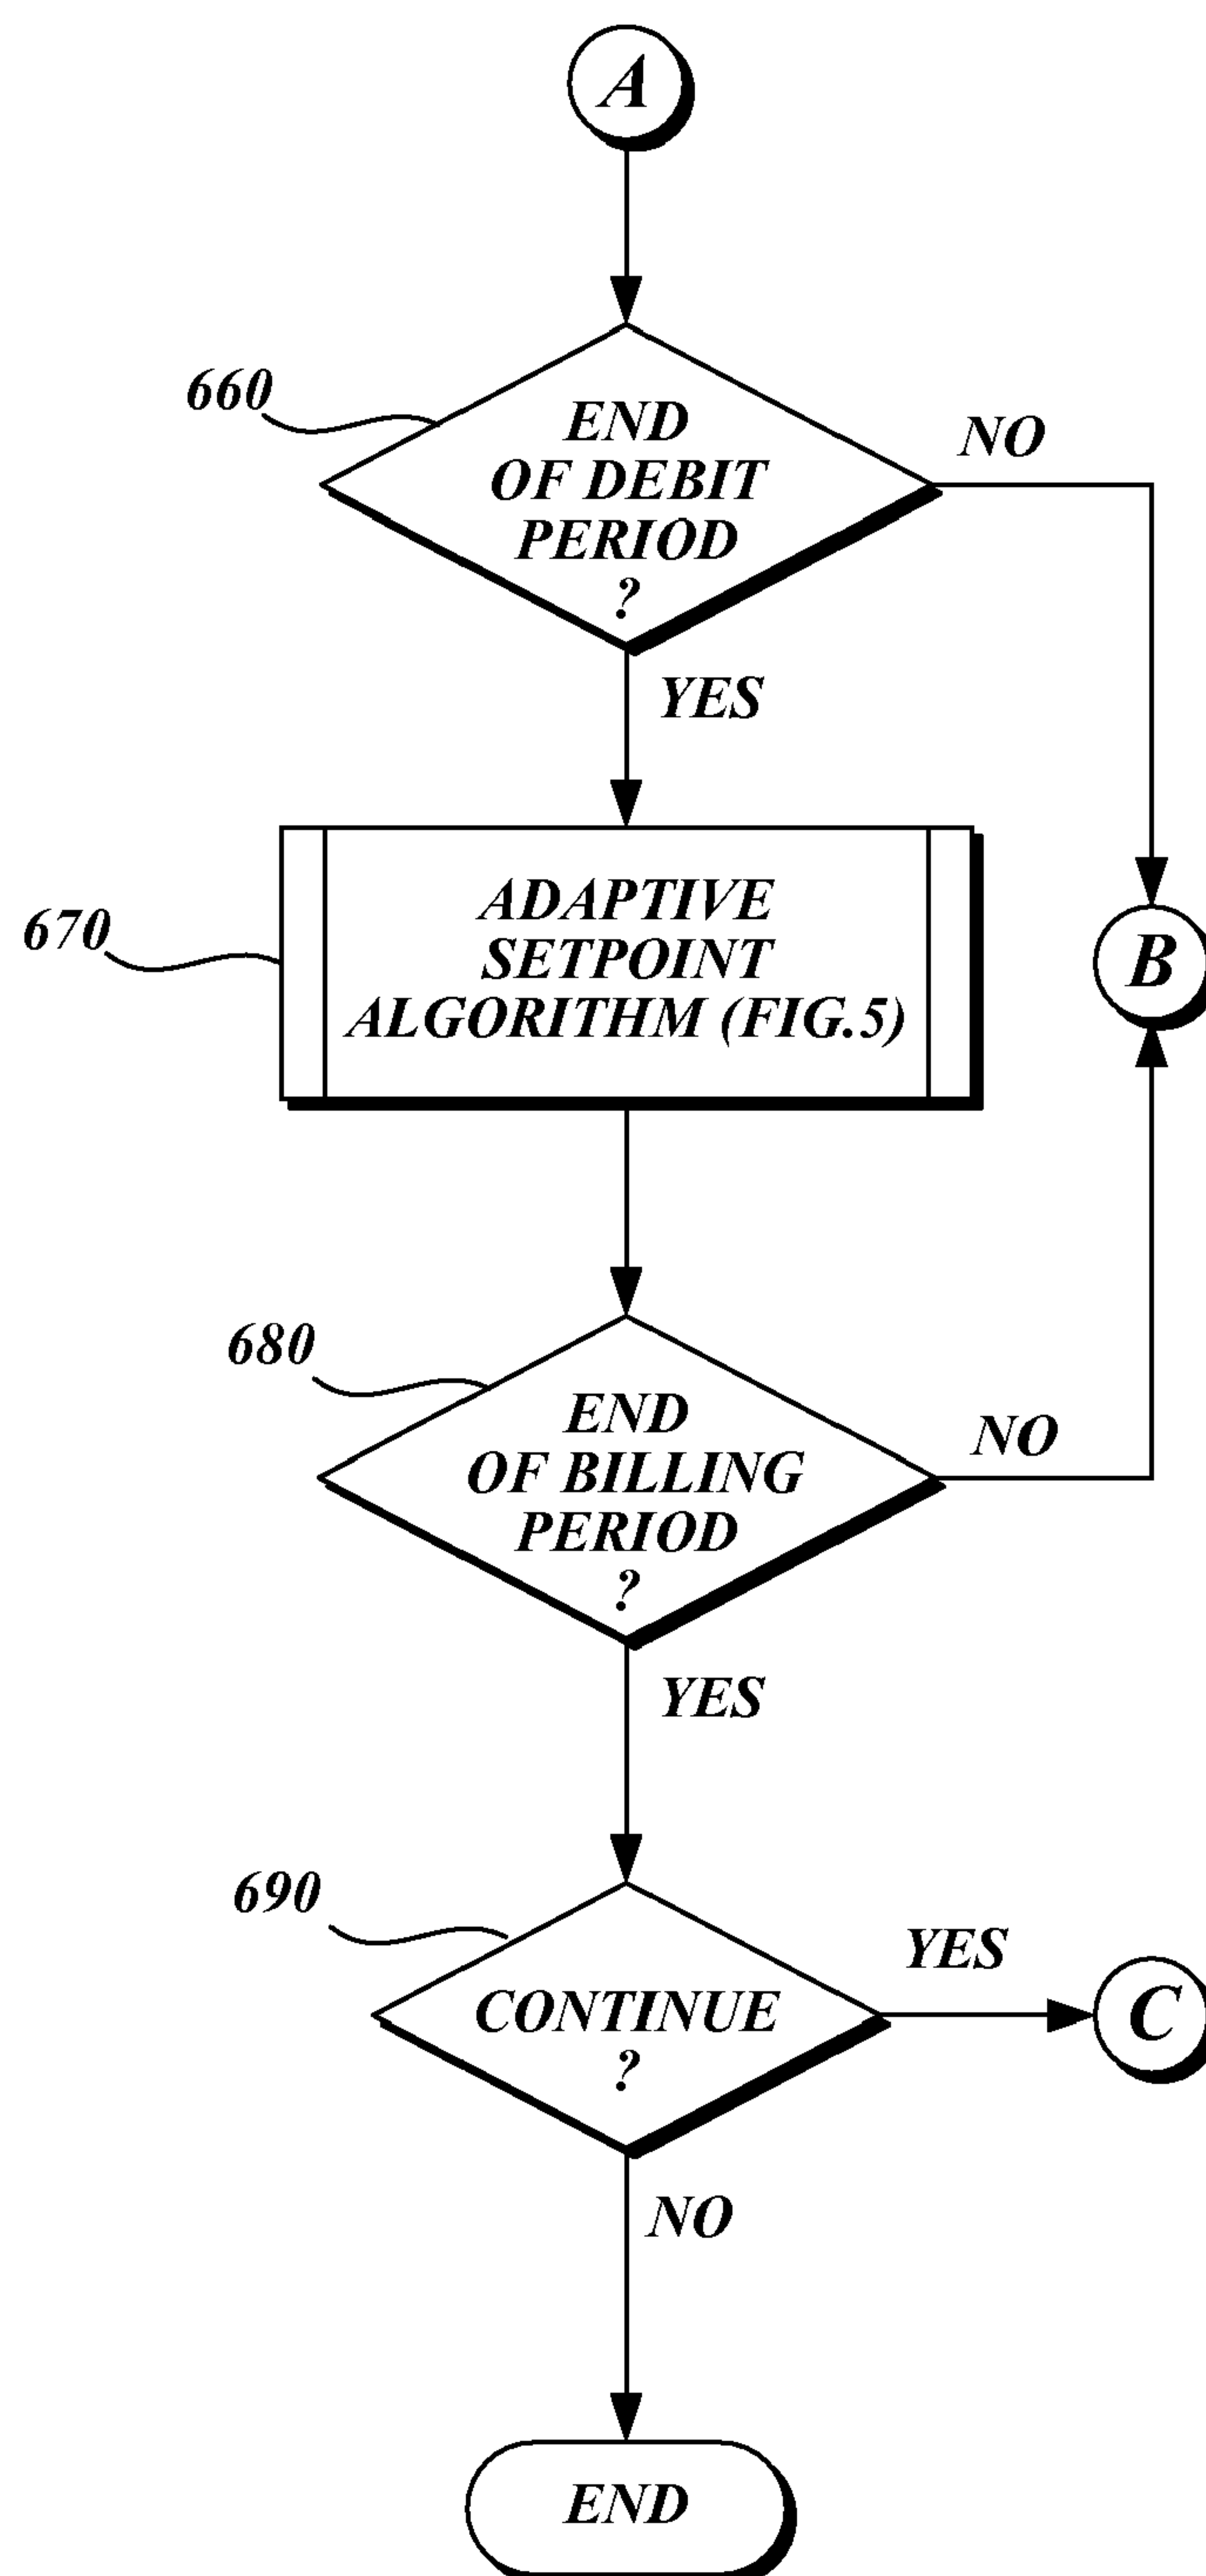 A
660
END
OF DEBIT
PERIOD
?
NO
YES
670
ADAPTIVE
SETPOINT
ALGORITHM (FIG.5)
B
680
END
OF BILLING
PERIOD
?
NO
YES
690
CONTINUE
?
YES
C
NO
END